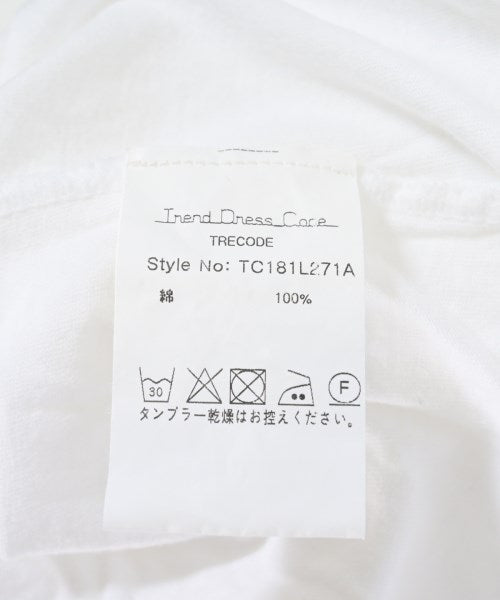 Trend Dress Core
TRECODE
Style No: TC181L271A
綿 100%
30 F
タンブラー乾燥はお控えください。